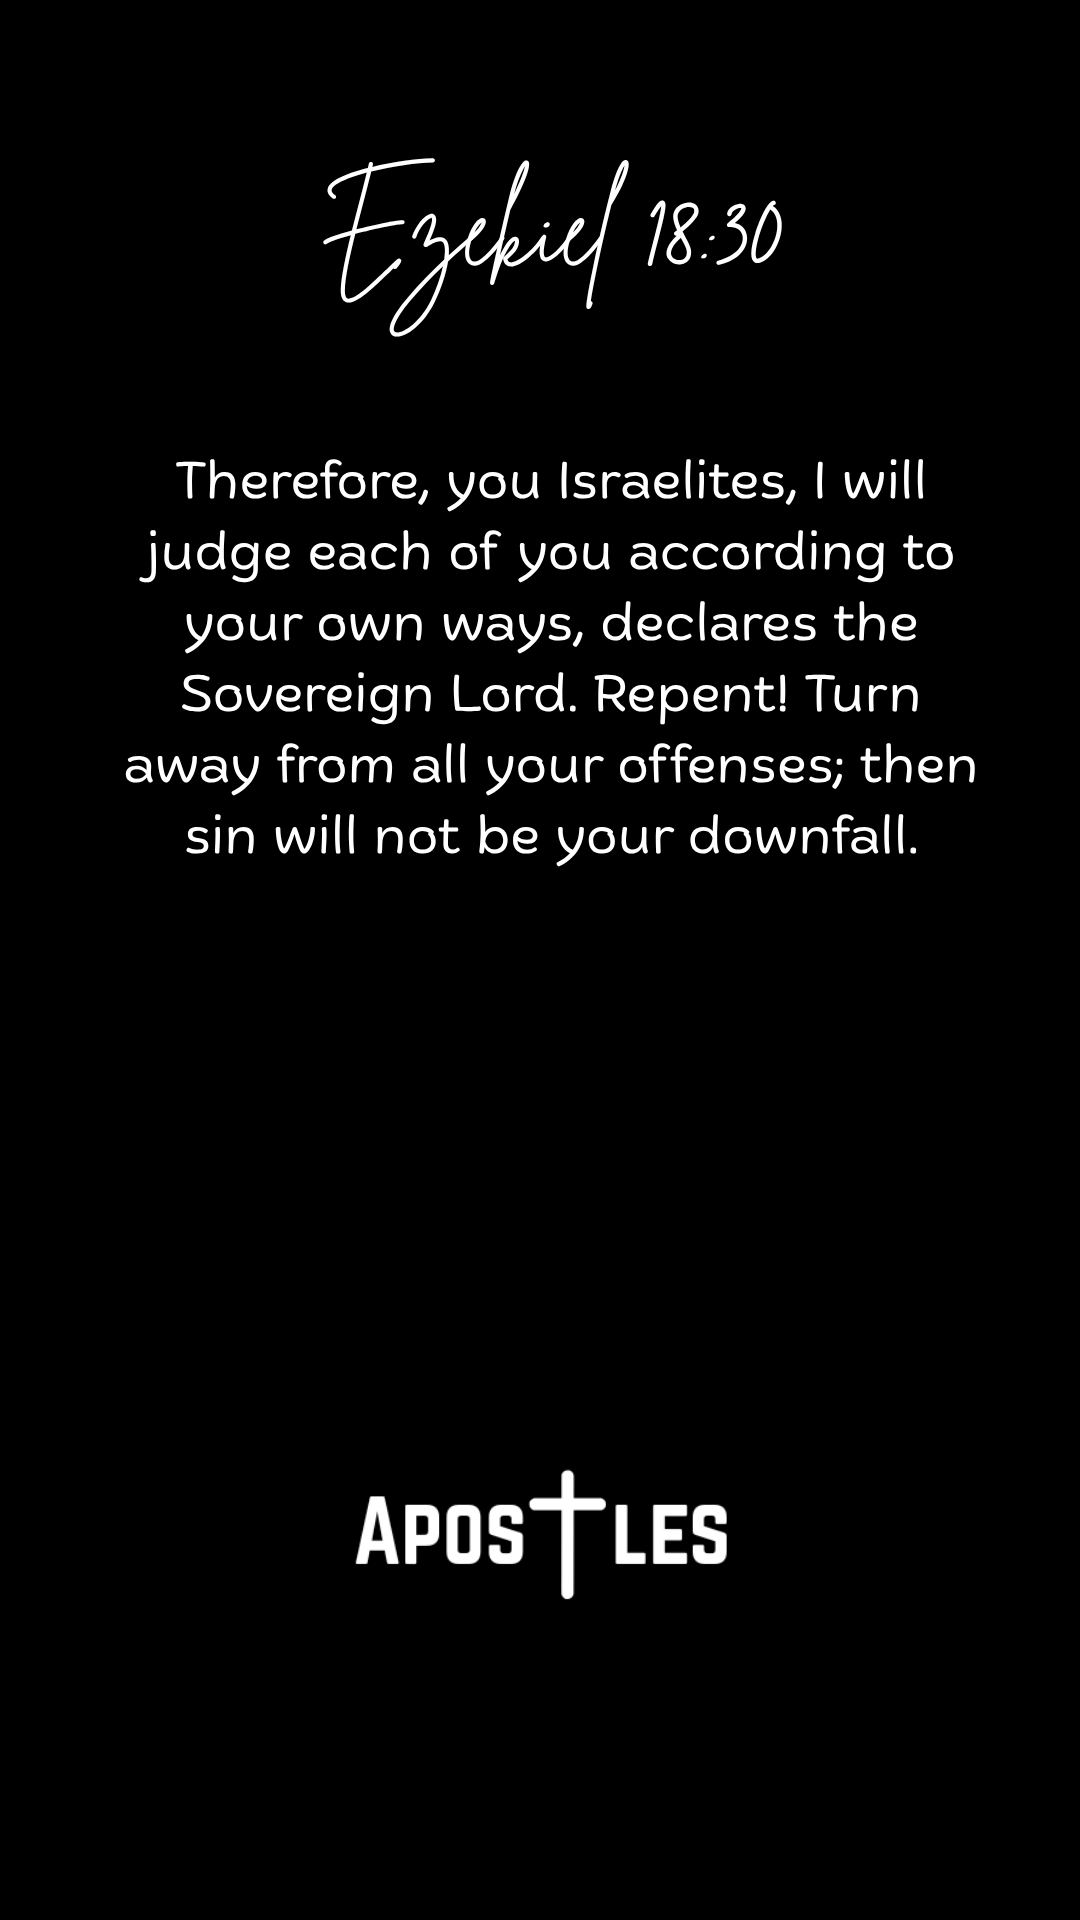 Ezekiel 18:30
Therefore, you Israelites, I will
judge each of you according to
your own ways, declares the
Sovereign Lord. Repent! Turn
away from all your offenses; then
sin will not be your downfall.
Apostles